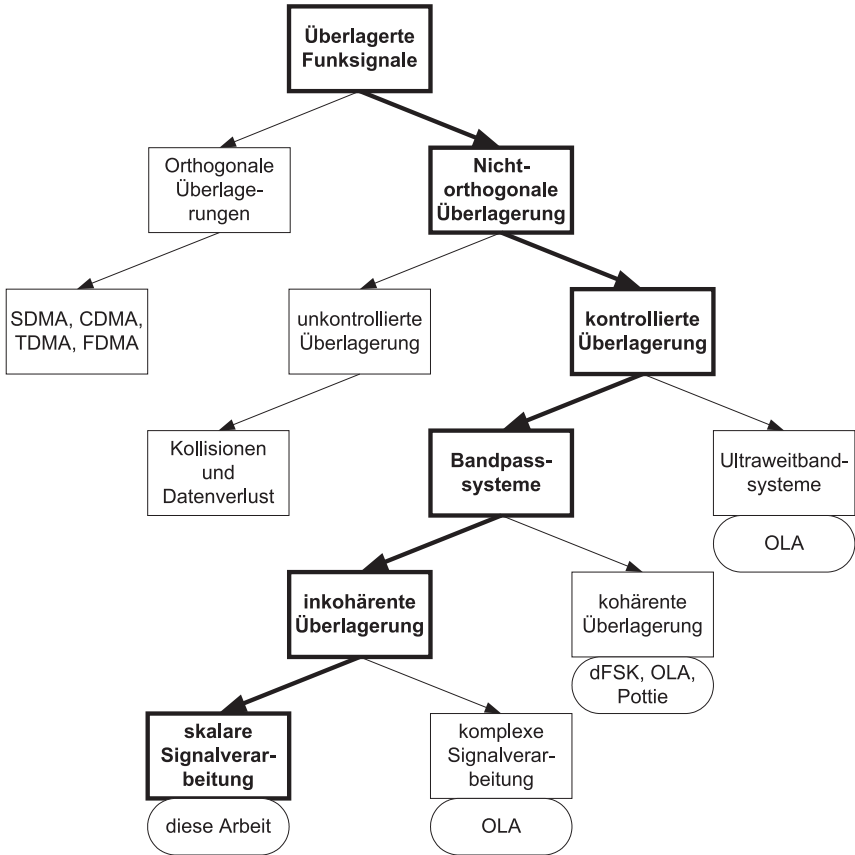 Überlagerte
Funksignale
Orthogonale
Überlage-
rungen
Nicht-
orthogonale
Überlagerung
SDMA, CDMA,
TDMA, FDMA
unkontrollierte
Überlagerung
kontrollierte
Überlagerung
Kollisionen
und
Datenverlust
Bandpass-
systeme
Ultraweitband-
systeme
OLA
inkohärente
Überlagerung
kohärente
Überlagerung
dFSK, OLA,
Pottie
skalare
Signalverar-
beitung
diese Arbeit
komplexe
Signalverar-
beitung
OLA